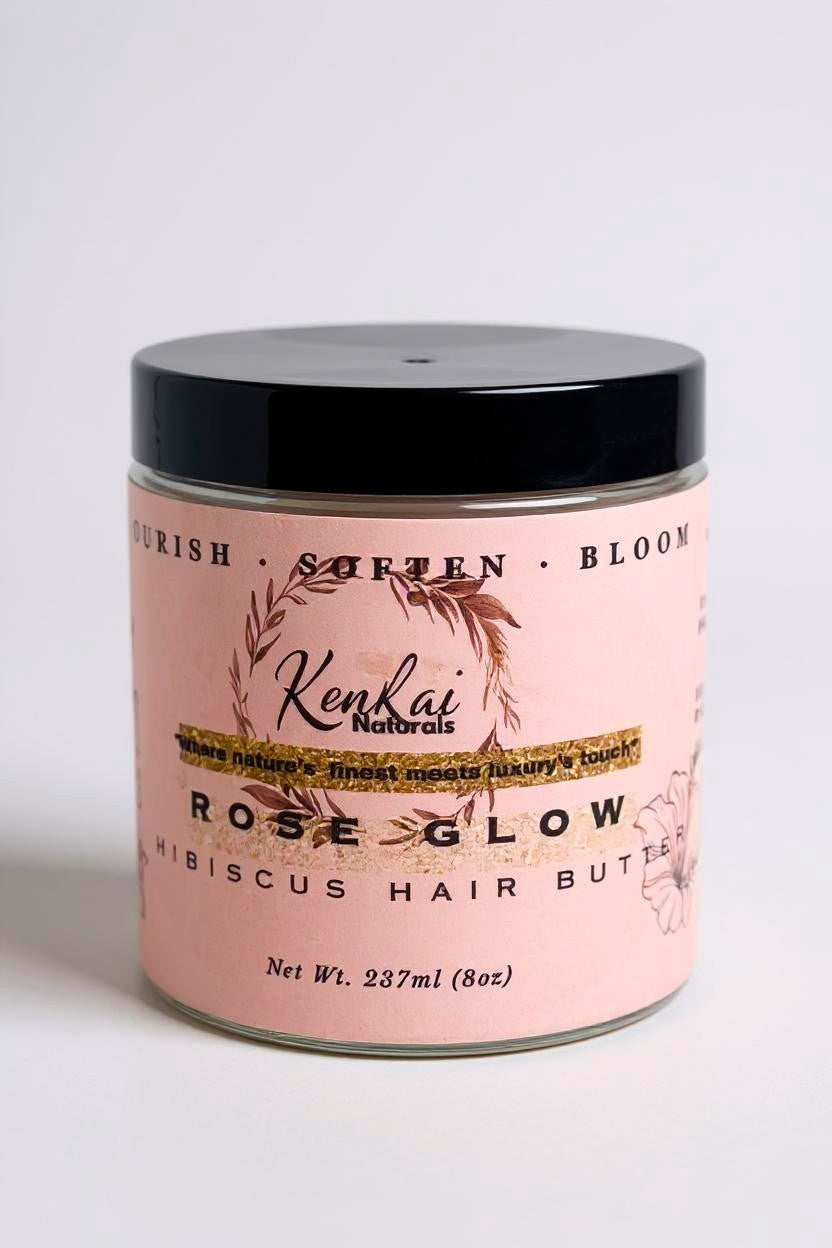 OURISH · SOFTEN · BLOOM
KenKai
Naturals
"Where nature's finest meets luxury's touch"
ROSE GLOW
HIBISCUS HAIR BUTTER
Net Wt. 237ml (8oz)